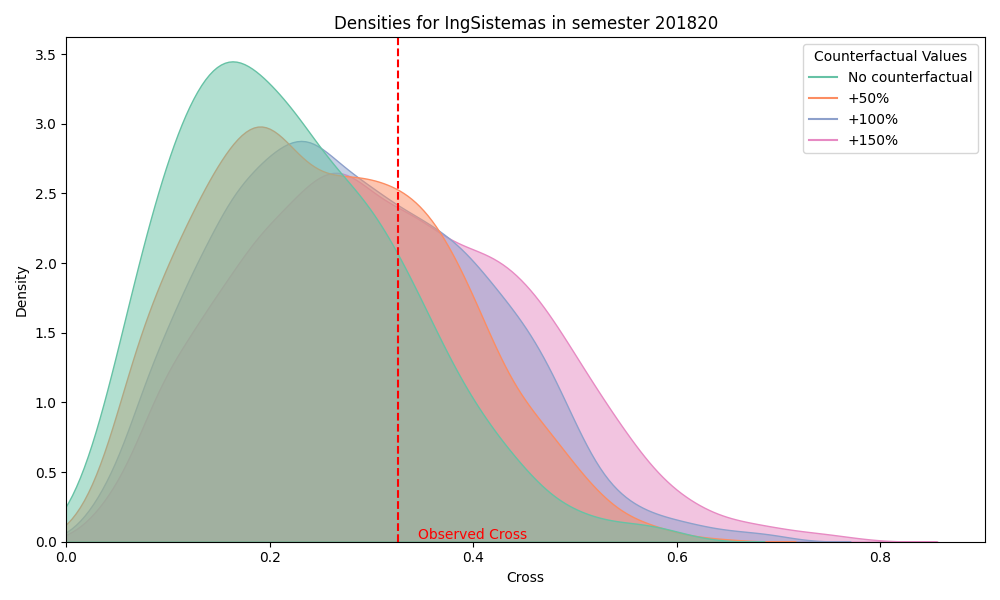 Densities for IngSistemas in semester 201820
Counterfactual Values
No counterfactual
+50%
+100%
+150%
Density
3.5
3.0
2.5
2.0
1.5
1.0
0.5
0.0
Observed Cross
0.0 0.2 0.4 0.6 0.8
Cross